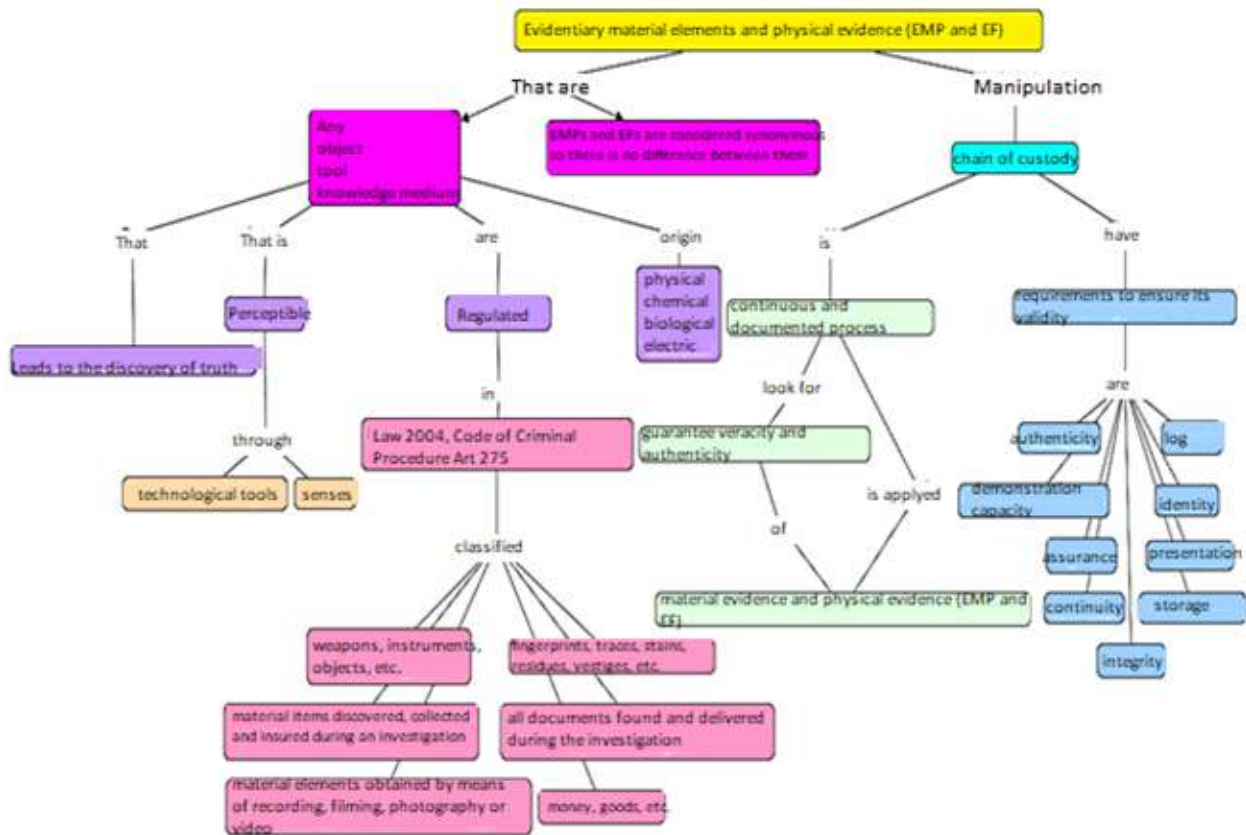 Evidentiary material elements and physical evidence (EMP and EF)
That are
Manipulation
Any
object
tool
knowledge medium
EMPs and EFs are considered synonymous
so there is no difference between them
chain of custody
That
That is
are
origin
is
have
physical
chemical
biological
electric
Perceptible
Regulated
continuous and
documented process
requirements to ensure its
validity
Leads to the discovery of truth
in
look for
are
Law 2004, Code of Criminal
Procedure Art 275
guarantee veracity and
authenticity
authenticity
log
through
technological tools
senses
is applyed
demonstration
capacity
identity
of
classified
assurance
presentation
material evidence and physical evidence (EMP and
EF)
continuity
storage
weapons, instruments,
objects, etc.
fingerprints, traces, stains,
residues, vestiges, etc.
integrity
material items discovered, collected
and insured during an investigation
all documents found and delivered
during the investigation
material elements obtained by means
of recording, filming, photography or
video
money, goods, etc.